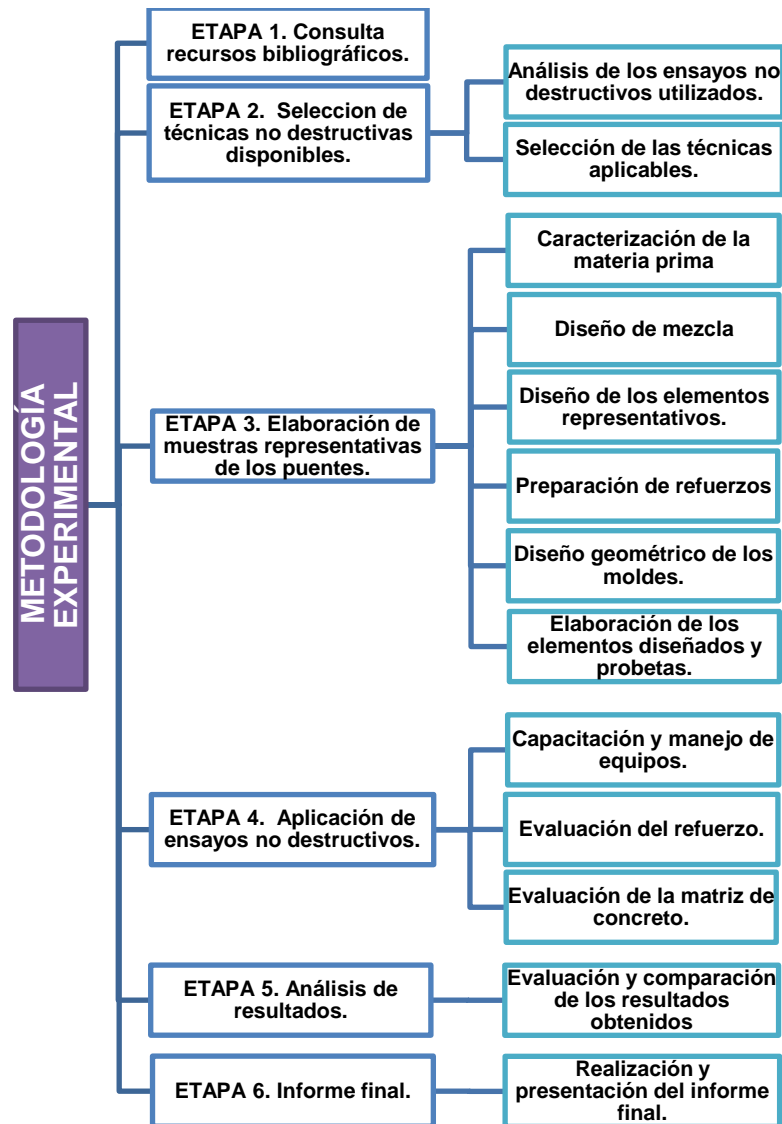 METODOLOGÍA
EXPERIMENTAL
ETAPA 1. Consulta
recursos bibliográficos.
ETAPA 2.  Seleccion de
técnicas no destructivas
disponibles.
Análisis de los ensayos no
destructivos utilizados.
Selección de las técnicas
aplicables.
ETAPA 3. Elaboración de
muestras representativas
de los puentes.
Caracterización de la
materia prima
Diseño de mezcla
Diseño de los elementos
representativos.
Preparación de refuerzos
Diseño geométrico de los
moldes.
Elaboración de los
elementos diseñados y
probetas.
ETAPA 4.  Aplicación de
ensayos no destructivos.
Capacitación y manejo de
equipos.
Evaluación del refuerzo.
Evaluación de la matriz de
concreto.
ETAPA 5. Análisis de
resultados.
Evaluación y comparación
de los resultados
obtenidos
ETAPA 6. Informe final.
Realización y
presentación del informe
final.